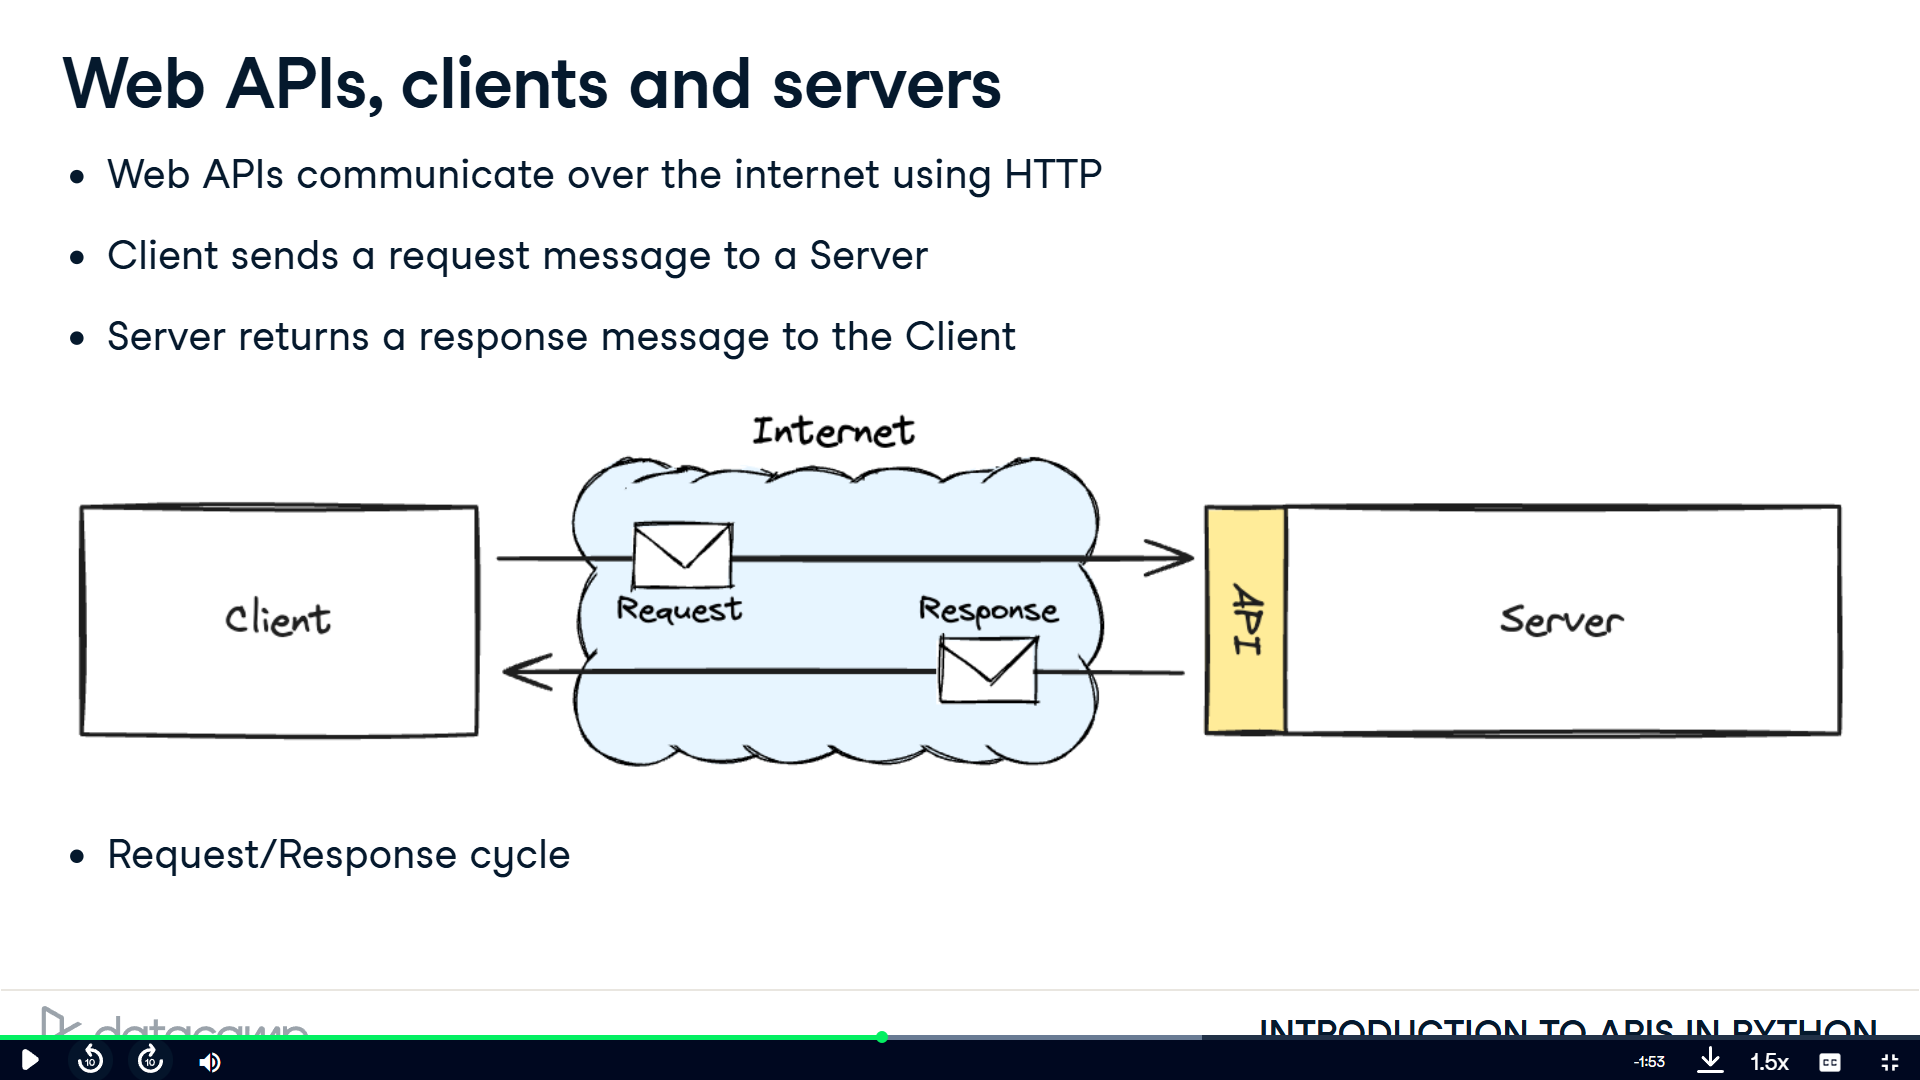 Web APIs, clients and servers
• Web APIs communicate over the internet using HTTP
• Client sends a request message to a Server
• Server returns a response message to the Client
Internet
Request
Response
Client
API
Server
• Request/Response cycle
datacamp
INTRODUCTION TO APIS IN PYTHON
10
10
-1:53
1.5x
CC